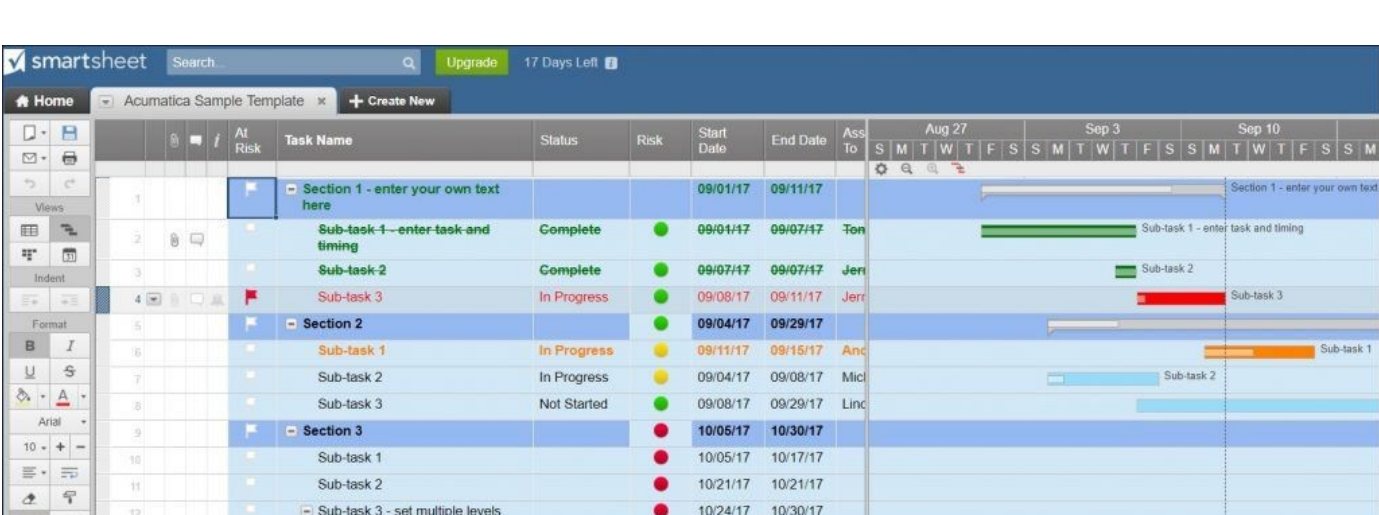 smartsheet Search... Upgrade 17 Days Left
Home Acumatica Sample Template × + Create New
At Risk Task Name Status Risk Start Date End Date Ass To
Aug 27 Sep 3 Sep 10
S M T W T F S S M T W T F S S M T W T F S S M
Views
Indent
Format
B I
U S
A
Arial
10 + −
1 Section 1 - enter your own text here 09/01/17 09/11/17 Section 1 - enter your own text
2 Sub-task 1 - enter task and timing Complete 09/01/17 09/07/17 Ton Sub-task 1 - enter task and timing
3 Sub-task 2 Complete 09/07/17 09/07/17 Jerr Sub-task 2
4 Sub-task 3 In Progress 09/08/17 09/11/17 Jerr Sub-task 3
5 Section 2 09/04/17 09/29/17
6 Sub-task 1 In Progress 09/11/17 09/15/17 And Sub-task 1
7 Sub-task 2 In Progress 09/04/17 09/08/17 Mich Sub-task 2
8 Sub-task 3 Not Started 09/08/17 09/29/17 Linc
9 Section 3 10/05/17 10/30/17
10 Sub-task 1 10/05/17 10/17/17
11 Sub-task 2 10/21/17 10/21/17
12 Sub-task 3 - set multiple levels 10/24/17 10/30/17